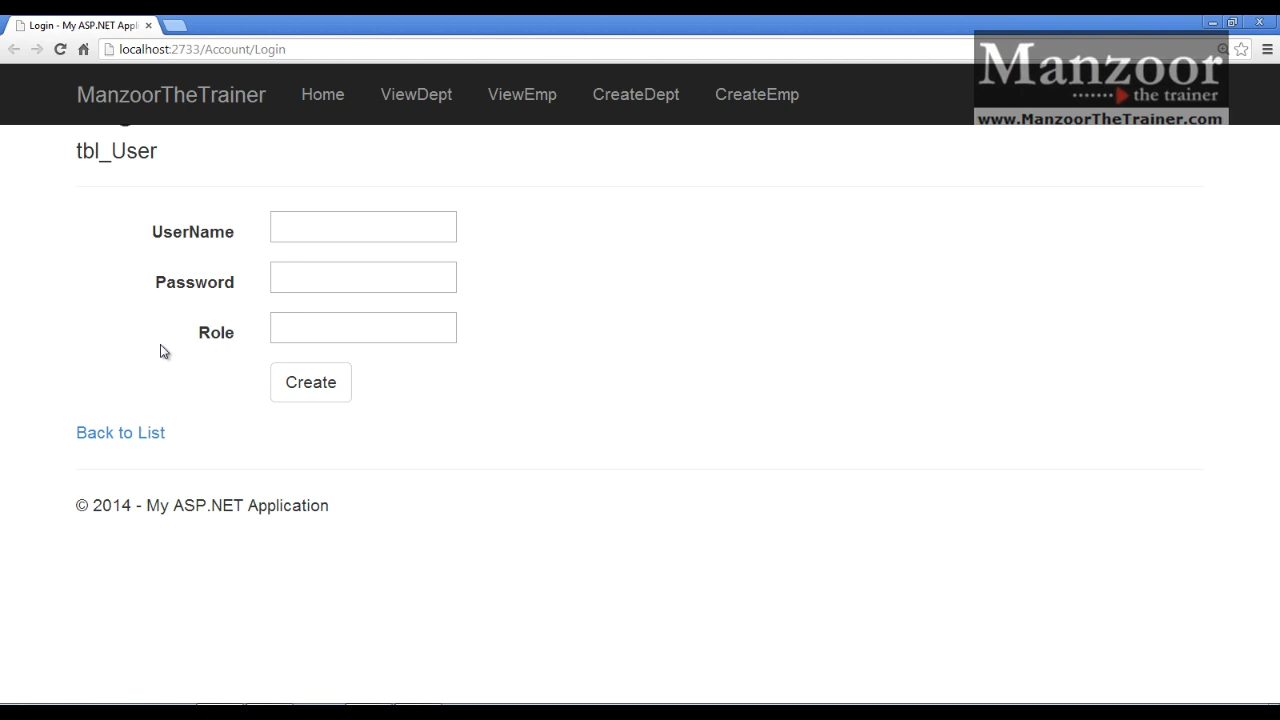 Login - My ASP.NET Appl
localhost:2733/Account/Login
Manzoor
the trainer
www.ManzoorTheTrainer.com
ManzoorTheTrainer Home ViewDept ViewEmp CreateDept CreateEmp
tbl_User
UserName
Password
Role
Create
Back to List
© 2014 - My ASP.NET Application